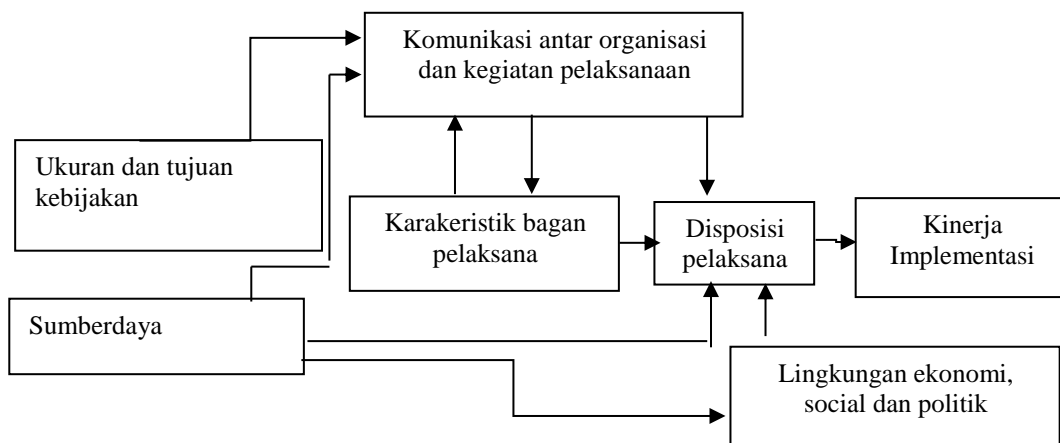 Komunikasi antar organisasi
dan kegiatan pelaksanaan
Ukuran dan tujuan
kebijakan
Karakeristik bagan
pelaksana
Disposisi
pelaksana
Kinerja
Implementasi
Sumberdaya
Lingkungan ekonomi,
social dan politik